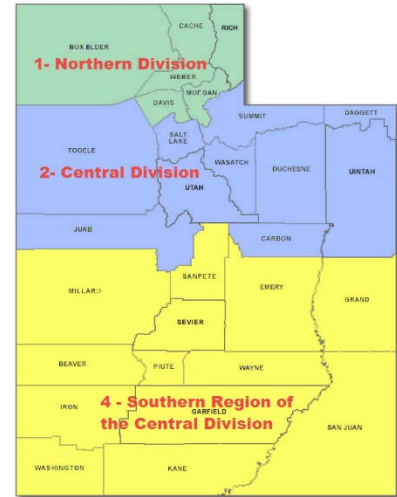 CACHE
RICH
BOX ELDER
1- Northern Division
WEBER
MORGAN
DAVIS
SUMMIT
DAGGETT
SALT
LAKE
TOOELE
WASATCH
DUCHESNE
UINTAH
2- Central Division
UTAH
JUAB
CARBON
SANPETE
MILLARD
EMERY
GRAND
SEVIER
BEAVER
PIUTE
WAYNE
4 - Southern Region of
the Central Division
IRON
GARFIELD
SAN JUAN
WASHINGTON
KANE